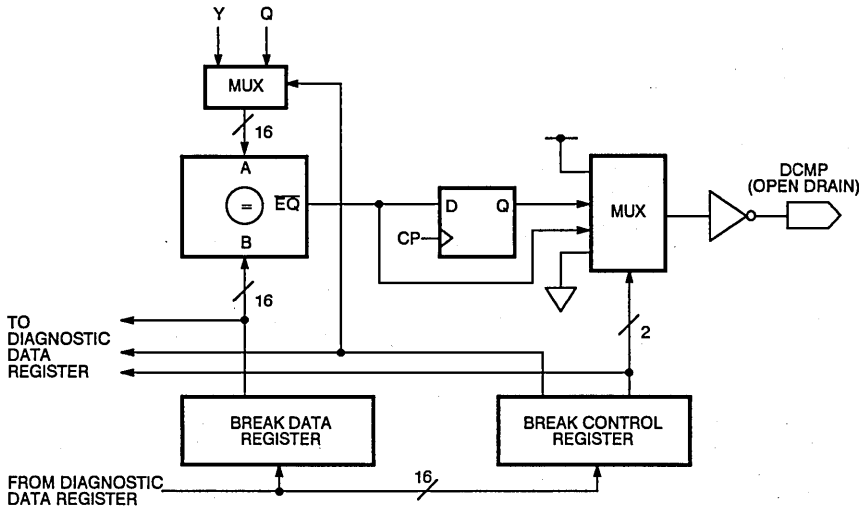 Y Q
MUX
16
A
= EQ
B
D Q
CP
MUX
DCMP
(OPEN DRAIN)
16
2
TO
DIAGNOSTIC
DATA
REGISTER
BREAK DATA
REGISTER
BREAK CONTROL
REGISTER
FROM DIAGNOSTIC
DATA REGISTER
16